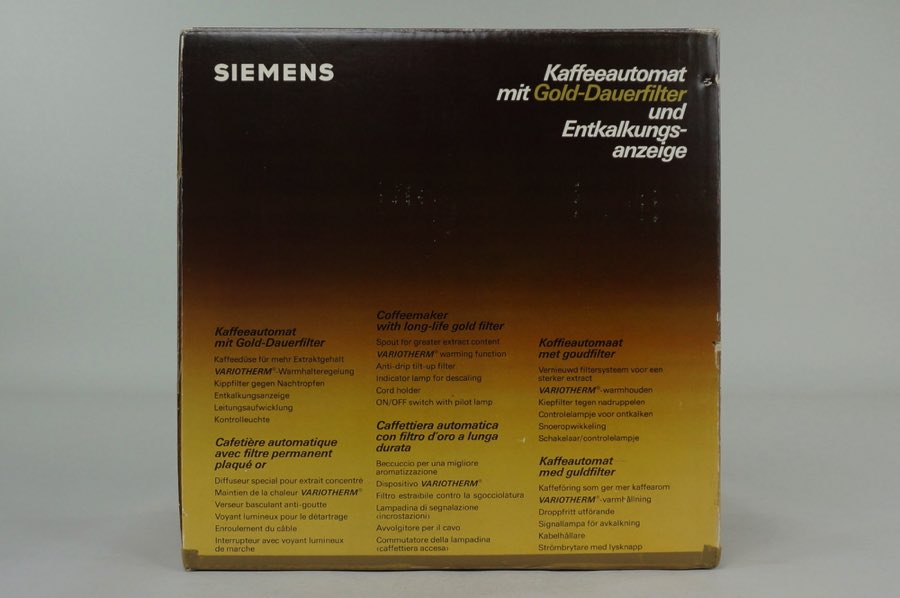 SIEMENS
Kaffeeautomat
mit Gold-Dauerfilter
und
Entkalkungs-
anzeige
Kaffeeautomat
mit Gold-Dauerfilter
Kaffeedüse für mehr Extraktgehalt
VARIOTHERM®-Warmhalteregelung
Kippfilter gegen Nachtropfen
Entkalkungsanzeige
Leitungsaufwicklung
Kontrolleuchte
Cafetière automatique
avec filtre permanent
plaqué or
Diffuseur special pour extrait concentré
Maintien de la chaleur VARIOTHERM®
Verseur basculant anti-goutte
Voyant lumineux pour le détartrage
Enroulement du câble
Interrupteur avec voyant lumineux
de marche
Coffeemaker
with long-life gold filter
Spout for greater extract content
VARIOTHERM® warming function
Anti-drip tilt-up filter
Indicator lamp for descaling
Cord holder
ON/OFF switch with pilot lamp
Caffettiera automatica
con filtro d'oro a lunga
durata
Beccuccio per una migliore
aromatizzazione
Dispositivo VARIOTHERM®
Filtro estraibile contro la sgocciolatura
Lampadina di segnalazione
(incrostazioni)
Avvolgitore per il cavo
Commutatore della lampadina
(caffettiera accesa)
Koffieautomaat
met goudfilter
Vernieuwd filtersysteem voor een
sterker extract
VARIOTHERM®-warmhouden
Kiepfilter tegen nadruppelen
Controlelampje voor ontkalken
Snoeropwikkeling
Schakelaar/controlelampje
Kaffeautomat
med guldfilter
Kaffeföring som ger mer kaffearom
VARIOTHERM®-varmhållning
Droppfritt utförande
Signallampa för avkalkning
Kabelhållare
Strömbrytare med lysknapp